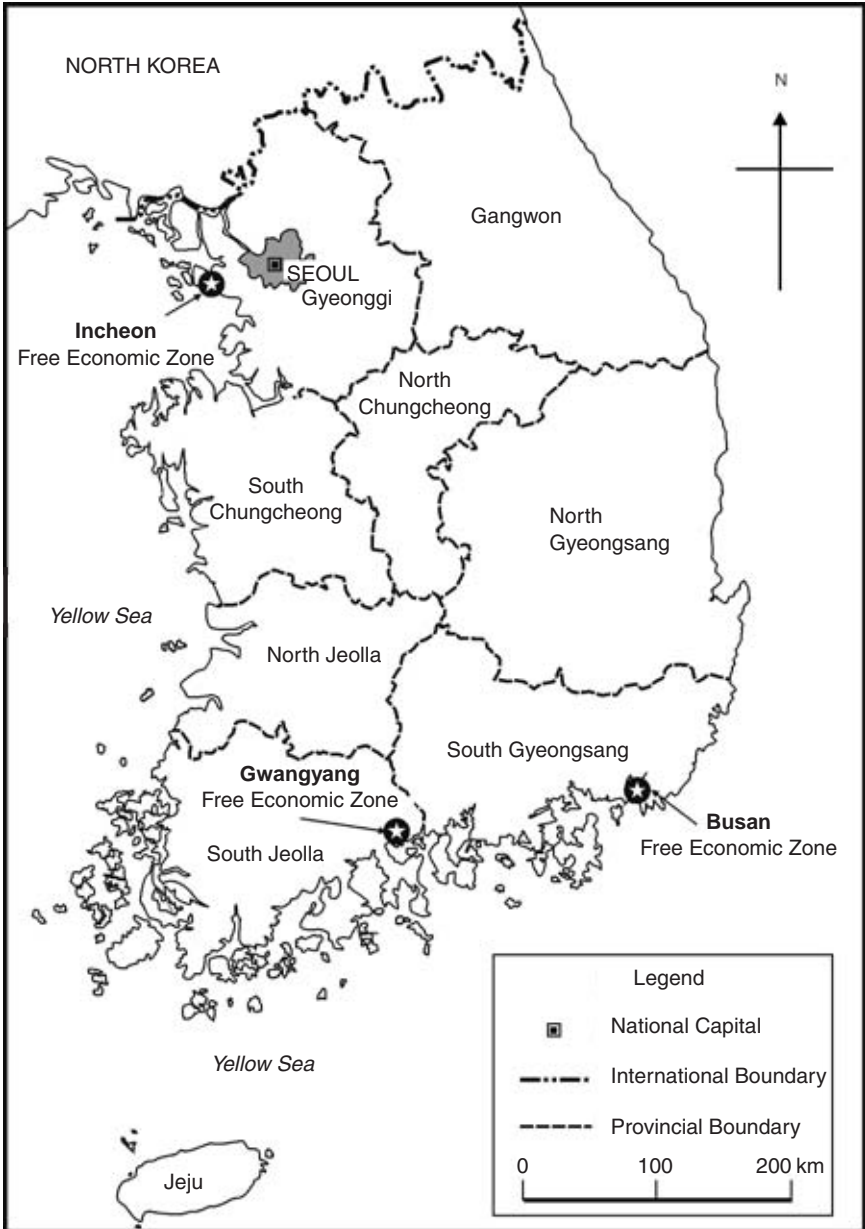 NORTH KOREA
N
Gangwon
SEOUL
Gyeonggi
Incheon
Free Economic Zone
North
Chungcheong
South
Chungcheong
North
Gyeongsang
Yellow Sea
North Jeolla
South Gyeongsang
Gwangyang
Free Economic Zone
Busan
Free Economic Zone
South Jeolla
Yellow Sea
Jeju
Legend
National Capital
International Boundary
Provincial Boundary
0 100 200 km